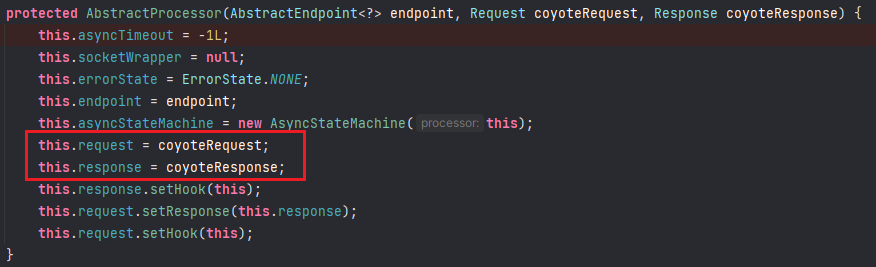 protected AbstractProcessor(AbstractEndpoint<?> endpoint, Request coyoteRequest, Response coyoteResponse) {
    this.asyncTimeout = -1L;
    this.socketWrapper = null;
    this.errorState = ErrorState.NONE;
    this.endpoint = endpoint;
    this.asyncStateMachine = new AsyncStateMachine( processor: this);
    this.request = coyoteRequest;
    this.response = coyoteResponse;
    this.response.setHook(this);
    this.request.setResponse(this.response);
    this.request.setHook(this);
}